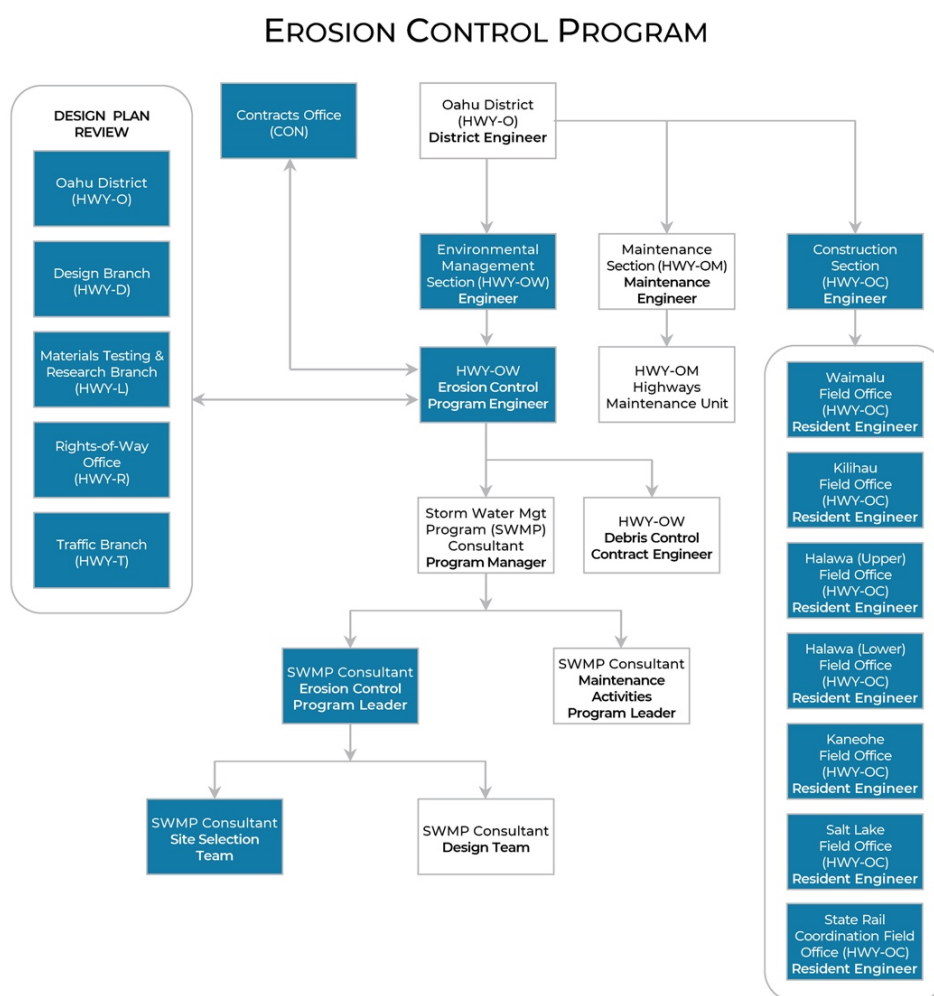 EROSION CONTROL PROGRAM
DESIGN PLAN
REVIEW
Oahu District
(HWY-O)
Design Branch
(HWY-D)
Materials Testing &
Research Branch
(HWY-L)
Rights-of-Way
Office
(HWY-R)
Traffic Branch
(HWY-T)
Contracts Office
(CON)
Oahu District
(HWY-O)
District Engineer
Environmental
Management
Section (HWY-OW)
Engineer
Maintenance
Section (HWY-OM)
Maintenance
Engineer
Construction
Section
(HWY-OC)
Engineer
HWY-OW
Erosion Control
Program Engineer
HWY-OM
Highways
Maintenance Unit
Storm Water Mgt
Program (SWMP)
Consultant
Program Manager
HWY-OW
Debris Control
Contract Engineer
SWMP Consultant
Erosion Control
Program Leader
SWMP Consultant
Maintenance
Activities
Program Leader
SWMP Consultant
Site Selection
Team
SWMP Consultant
Design Team
Waimalu
Field Office
(HWY-OC)
Resident Engineer
Kilihau
Field Office
(HWY-OC)
Resident Engineer
Halawa (Upper)
Field Office
(HWY-OC)
Resident Engineer
Halawa (Lower)
Field Office
(HWY-OC)
Resident Engineer
Kaneohe
Field Office
(HWY-OC)
Resident Engineer
Salt Lake
Field Office
(HWY-OC)
Resident Engineer
State Rail
Coordination Field
Office (HWY-OC)
Resident Engineer